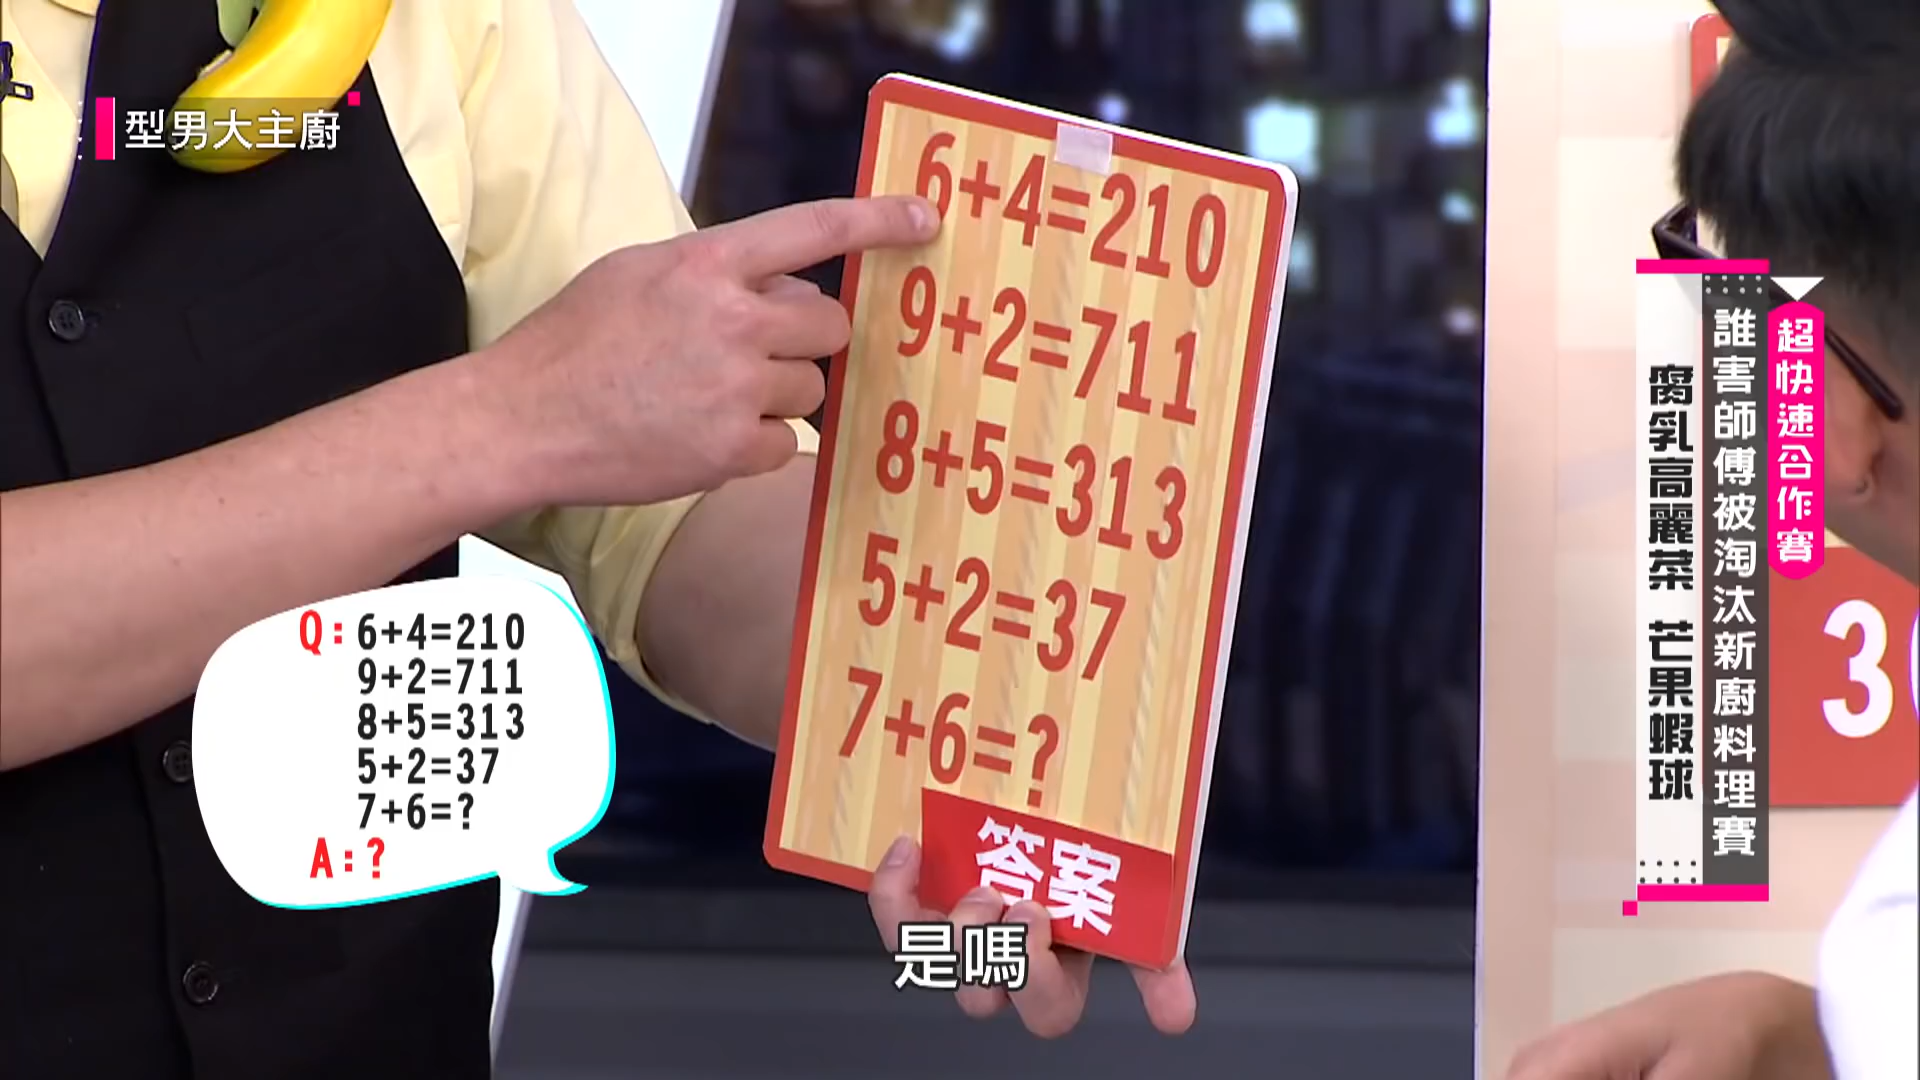 型男大主廚
6+4=210
9+2=711
8+5=313
5+2=37
7+6=?
答案
Q:6+4=210
9+2=711
8+5=313
5+2=37
7+6=?
A:?
超快速合作賽
誰害師傅被淘汰新廚料理賽
腐乳高麗菜 芒果蝦球
3
是嗎